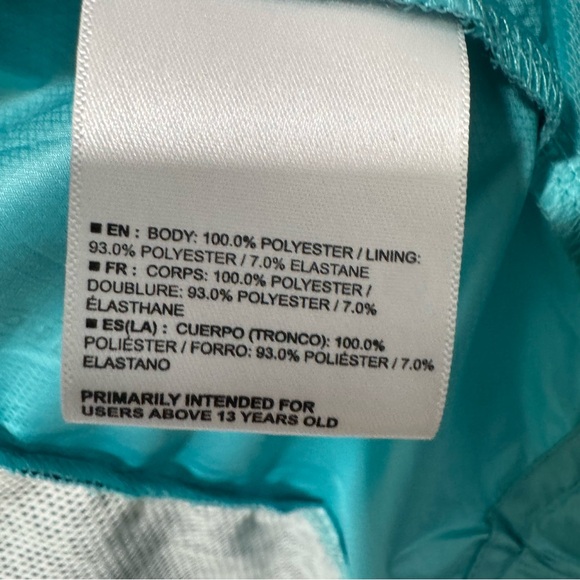 ■ EN : BODY: 100.0% POLYESTER / LINING:
93.0% POLYESTER / 7.0% ELASTANE
■ FR : CORPS: 100.0% POLYESTER /
DOUBLURE: 93.0% POLYESTER / 7.0%
ÉLASTHANE
■ ES(LA) : CUERPO (TRONCO): 100.0%
POLIÉSTER / FORRO: 93.0% POLIÉSTER / 7.0%
ELASTANO
PRIMARILY INTENDED FOR
USERS ABOVE 13 YEARS OLD